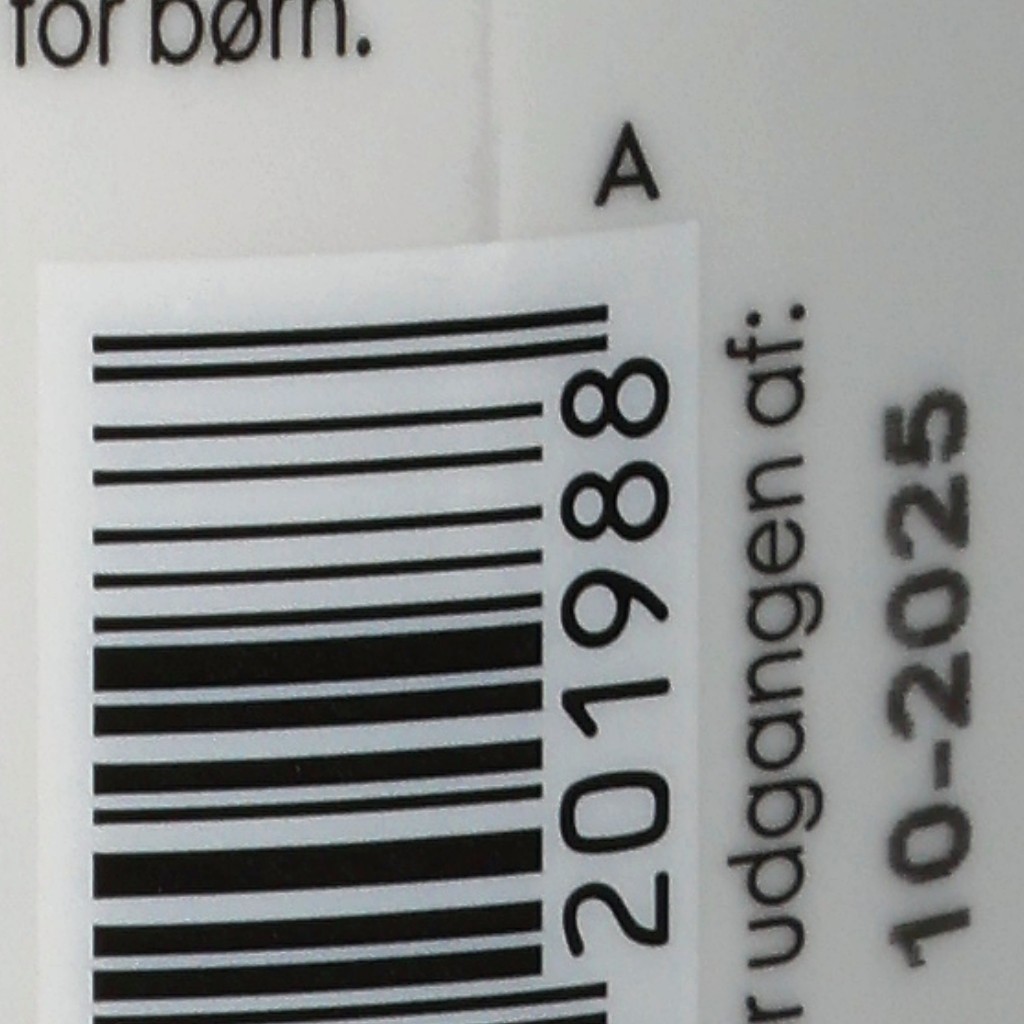 for børn.
A
201988
r udgangen af:
10-2025